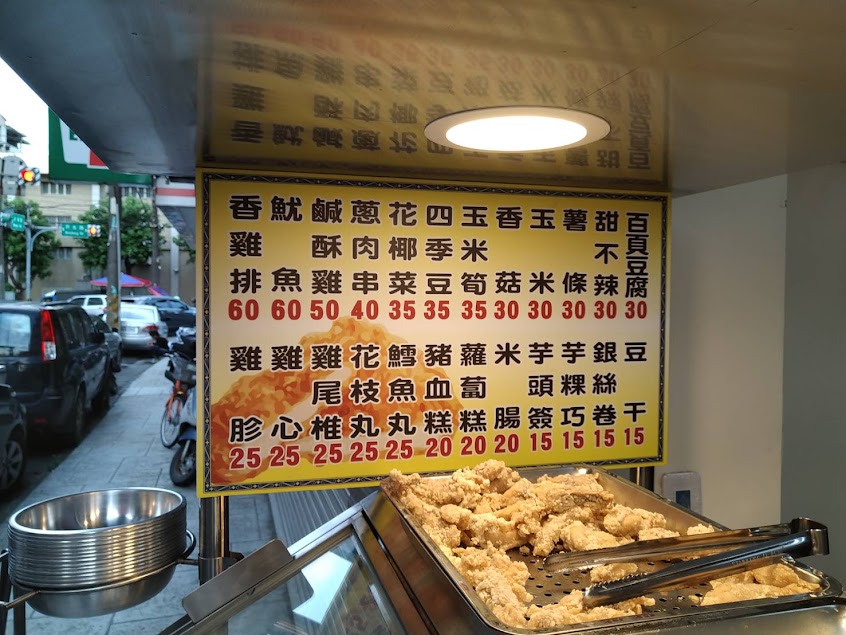 香雞排 60
魷魚 60
鹹酥雞 50
蔥肉串 40
花椰菜 35
四季豆 35
玉米筍 35
香菇 30
玉米 30
薯條 30
甜不辣 30
百頁豆腐 30
雞胗 25
雞心 25
雞尾椎 25
花枝丸 25
鱈魚丸 25
豬血糕 20
蘿蔔糕 20
米腸 20
芋頭簽 15
芋粿巧 15
銀絲卷 15
豆干 15